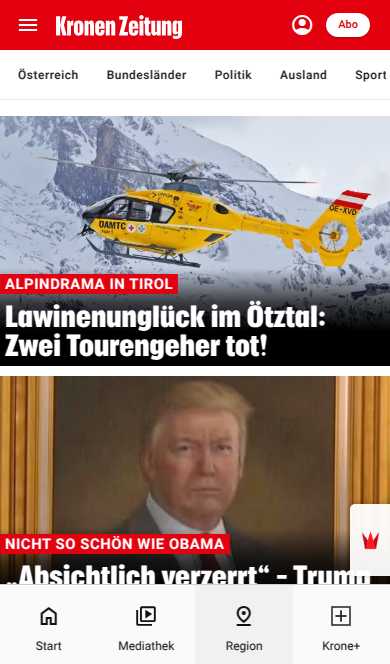 Kronen Zeitung
Abo
Österreich Bundesländer Politik Ausland Sport
OE-XVD
ÖAMTC
ALPINDRAMA IN TIROL
Lawinenunglück im Ötztal:
Zwei Tourengeher tot!
NICHT SO SCHÖN WIE OBAMA
„Absichtlich verzerrt“ – Trump
Start Mediathek Region Krone+